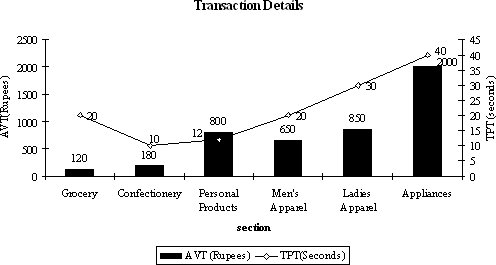 Transaction Details
AVT(Rupees)
2500
2000
1500
1000
500
0
120
180
800
650
850
2000
20
10
12
20
30
40
45
40
35
30
25
20
15
10
5
0
TPT(seconds)
Grocery
Confectionery
Personal
Products
Men's
Apparel
Ladies
Apparel
Appliances
section
AVT (Rupees)
TPT(Seconds)